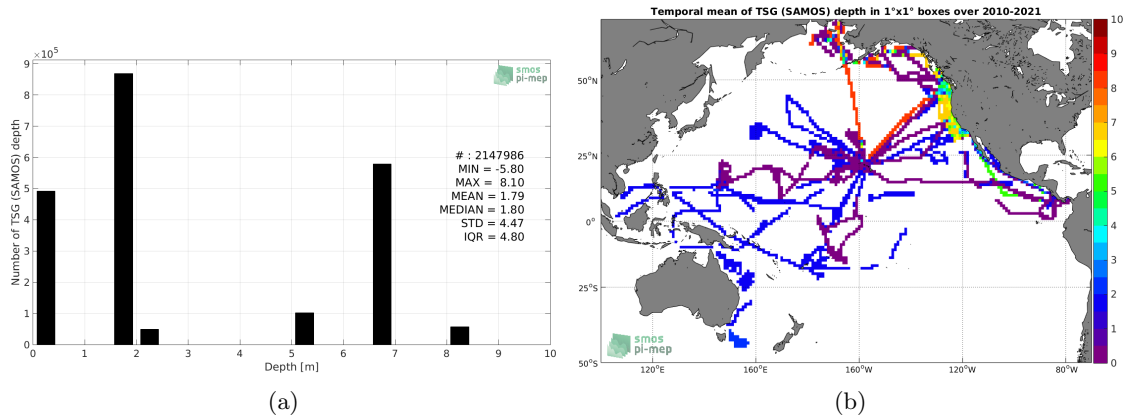 ×10⁵
9
8
7
6
5
4
3
2
1
0
Number of TSG (SAMOS) depth
smos
pi-mep
# : 2147986
MIN = -5.80
MAX = 8.10
MEAN = 1.79
MEDIAN = 1.80
STD = 4.47
IQR = 4.80
0 1 2 3 4 5 6 7 8 9 10
Depth [m]
(a)
Temporal mean of TSG (SAMOS) depth in 1°x1° boxes over 2010-2021
50°N
25°N
0°
25°S
50°S
smos
pi-mep
120°E 160°E 160°W 120°W 80°W
10
9
8
7
6
5
4
3
2
1
0
(b)